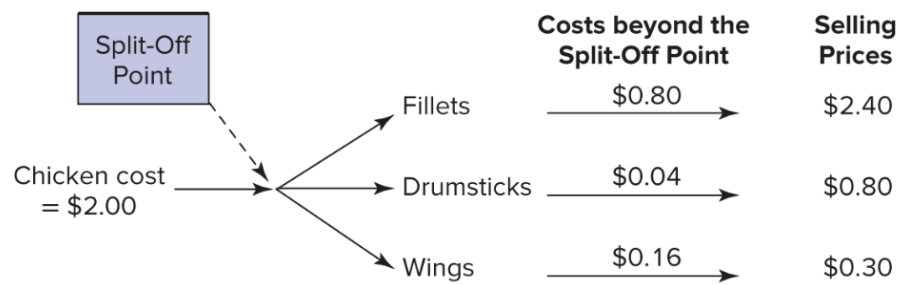 Split-Off
Point
Costs beyond the
Split-Off Point
Selling
Prices
Fillets
$0.80
$2.40
Chicken cost
= $2.00
Drumsticks
$0.04
$0.80
Wings
$0.16
$0.30